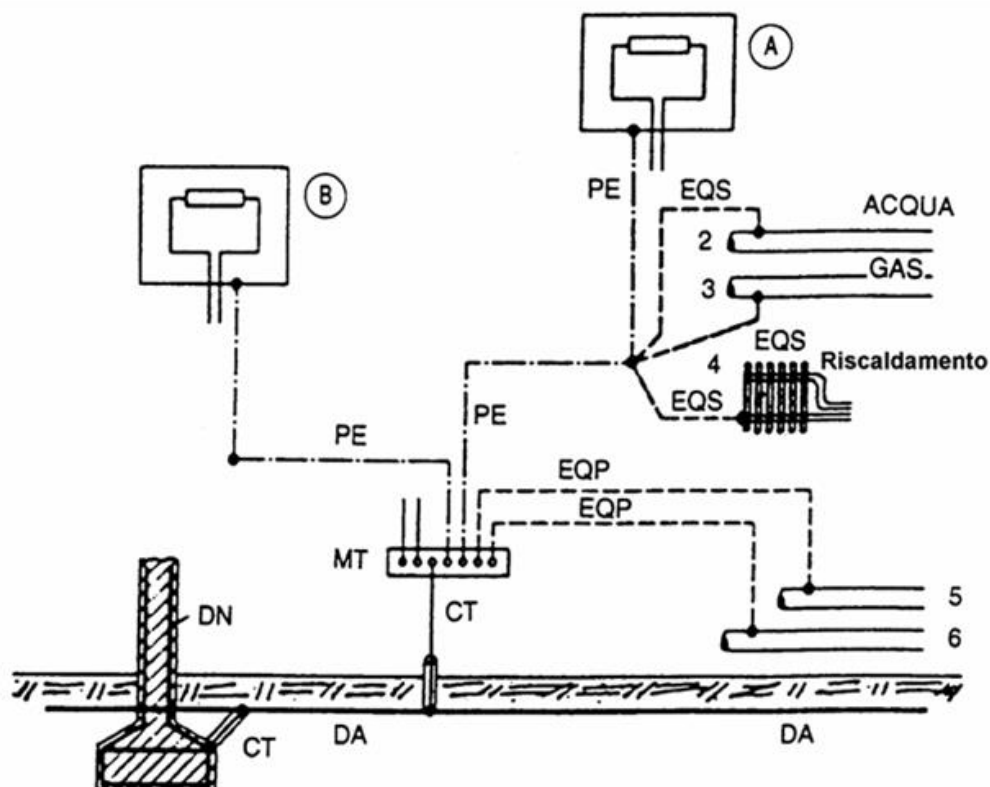 A
B
PE
EQS
ACQUA
2
GAS
3
EQS
4
Riscaldamento
EQS
PE
PE
EQP
EQP
MT
CT
5
DN
6
CT
DA
DA